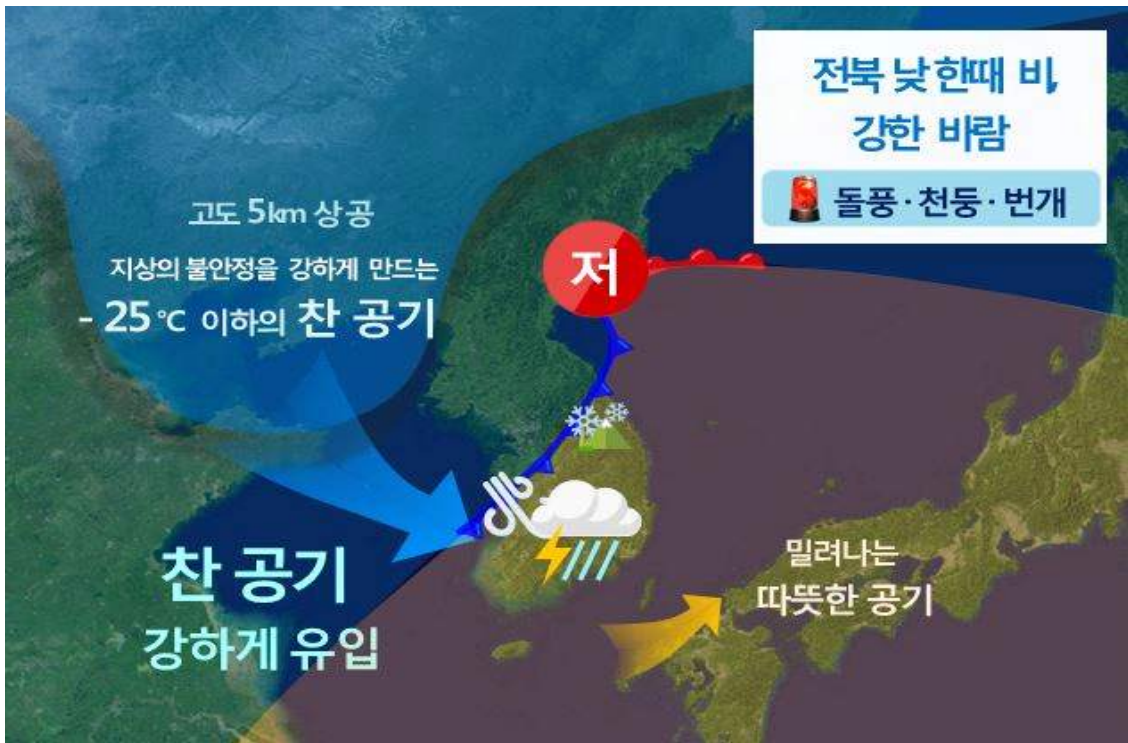 전북 낮 한때 비,
강한 바람
돌풍·천둥·번개
고도 5km 상공
지상의 불안정을 강하게 만드는
- 25℃ 이하의 찬 공기
저
찬 공기
강하게 유입
밀려나는
따뜻한 공기